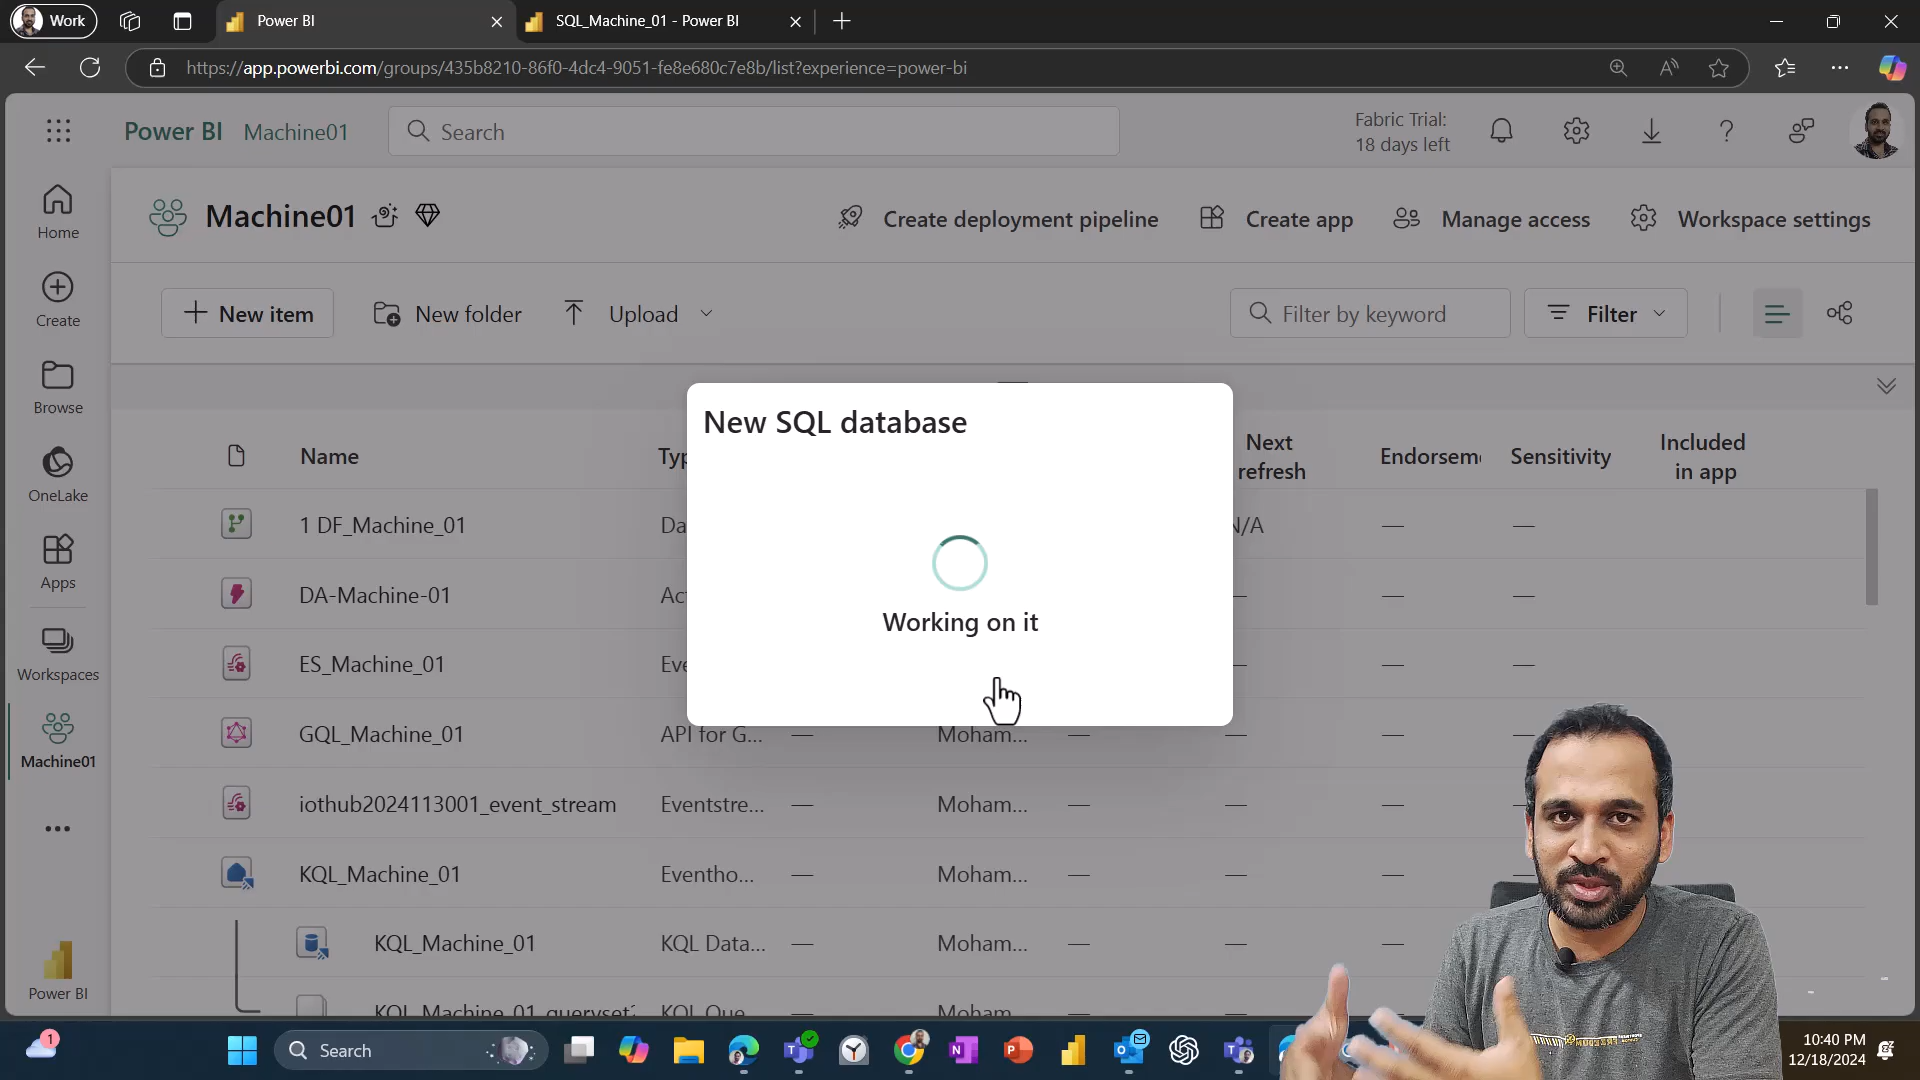 Work
Power BI
SQL_Machine_01 - Power BI
https://app.powerbi.com/groups/435b8210-86f0-4dc4-9051-fe8e680c7e8b/list?experience=power-bi
Power BI Machine01
Search
Fabric Trial:
18 days left
Home
Create
Browse
OneLake
Apps
Workspaces
Machine01
Power BI
Machine01
Create deployment pipeline
Create app
Manage access
Workspace settings
New item
New folder
Upload
Filter by keyword
Filter
New SQL database
Working on it
Name
Typ
Next
refresh
Endorsem
Sensitivity
Included
in app
1 DF_Machine_01 Da N/A — —
DA-Machine-01 Ac — — —
ES_Machine_01 Eve — — —
GQL_Machine_01 API for G... — Moham... — — — —
iothub2024113001_event_stream Eventstre... — Moham... — — —
KQL_Machine_01 Eventho... — Moham... — — —
KQL_Machine_01 KQL Data... — Moham... — — —
KQL_Machine_01_queryset KQL Que Moham
1
Search
10:40 PM
12/18/2024